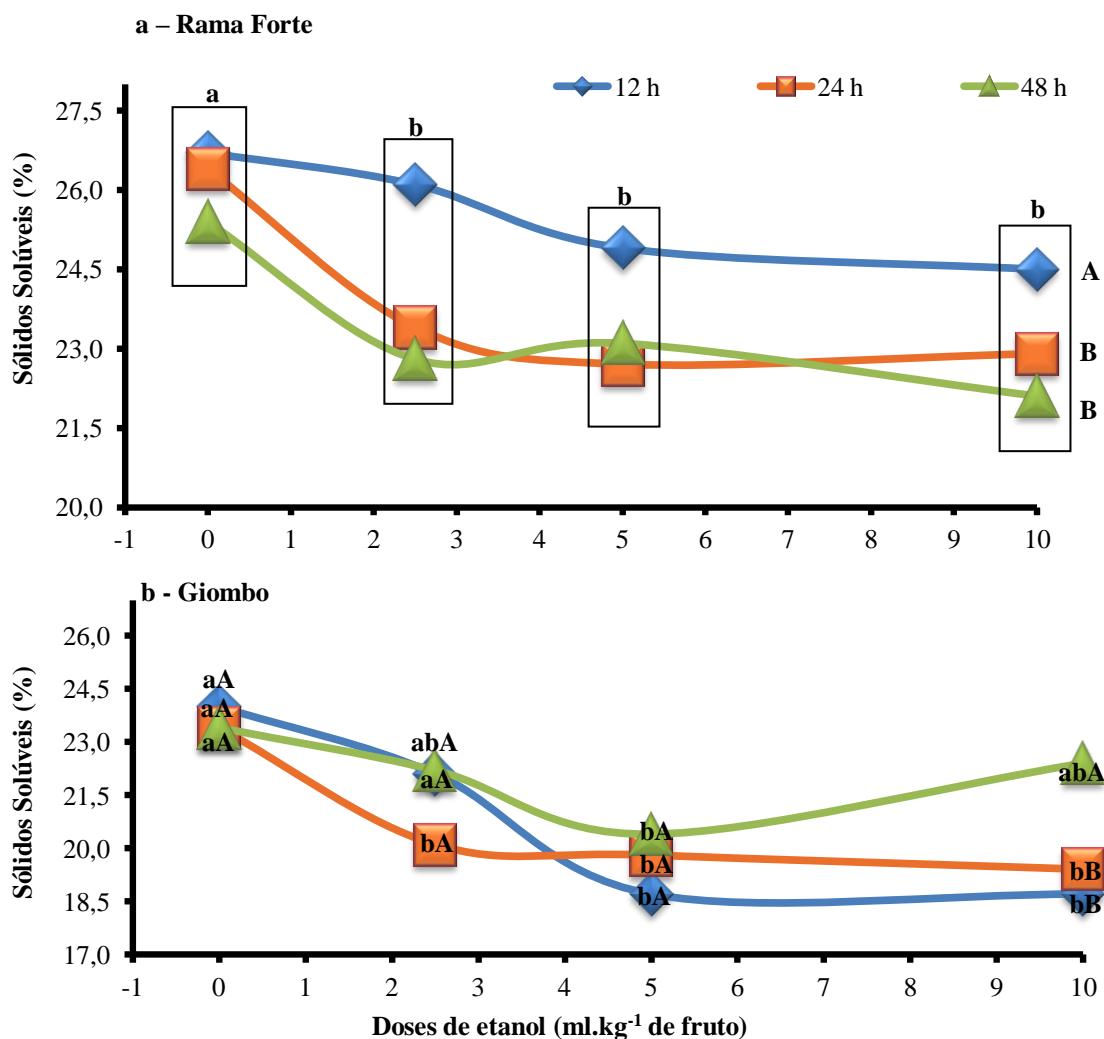 a – Rama Forte
12 h 24 h 48 h
27,5
26,0
24,5
23,0
21,5
20,0
Sólidos Solúveis (%)
a
b
b
b
A
B
B
-1 0 1 2 3 4 5 6 7 8 9 10
b - Giombo
26,0
24,5
23,0
21,5
20,0
18,5
17,0
Sólidos Solúveis (%)
aA
aA
aA
abA
aA
bA
bA
bA
bA
abA
bB
bB
-1 0 1 2 3 4 5 6 7 8 9 10
Doses de etanol (ml.kg⁻¹ de fruto)